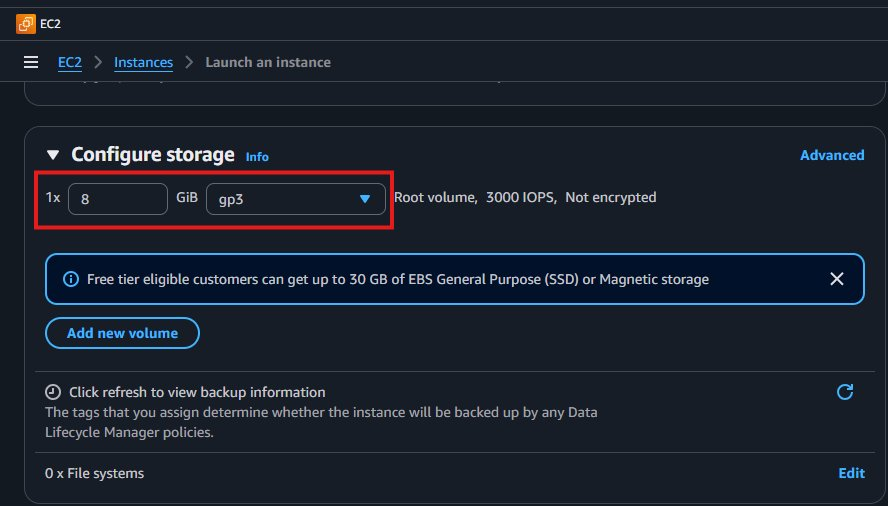 EC2
EC2 > Instances > Launch an instance
Configure storage Info Advanced
1x 8 GiB gp3 Root volume, 3000 IOPS, Not encrypted
Free tier eligible customers can get up to 30 GB of EBS General Purpose (SSD) or Magnetic storage
Add new volume
Click refresh to view backup information
The tags that you assign determine whether the instance will be backed up by any Data
Lifecycle Manager policies.
0 x File systems Edit